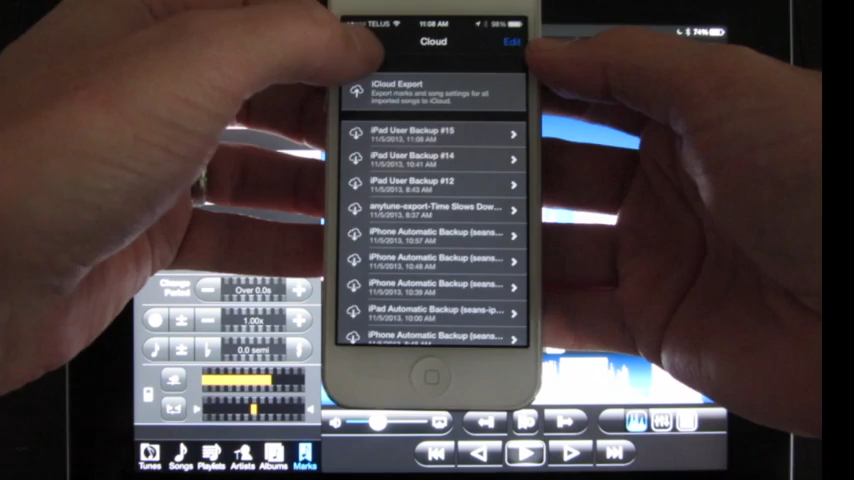 TELUS 11:08 AM 98%
74%
Cloud Edit
iCloud Export
Export marks and song settings for all
imported songs to iCloud.
iPad User Backup #15
11/5/2013, 11:08 AM
iPad User Backup #14
11/5/2013, 10:41 AM
iPad User Backup #12
11/5/2013, 8:43 AM
anytune-export-Time Slows Dow...
11/5/2013, 8:37 AM
iPhone Automatic Backup (seans...
11/5/2013, 10:57 AM
iPhone Automatic Backup (seans...
11/5/2013, 10:48 AM
iPhone Automatic Backup (seans...
11/5/2013, 10:39 AM
iPad Automatic Backup (seans-ip...
11/5/2013, 10:00 AM
iPhone Automatic Backup (seans...
Change
Period
Over 0.0s
1.00x
0.0 semi
Tunes Songs Playlists Artists Albums Marks